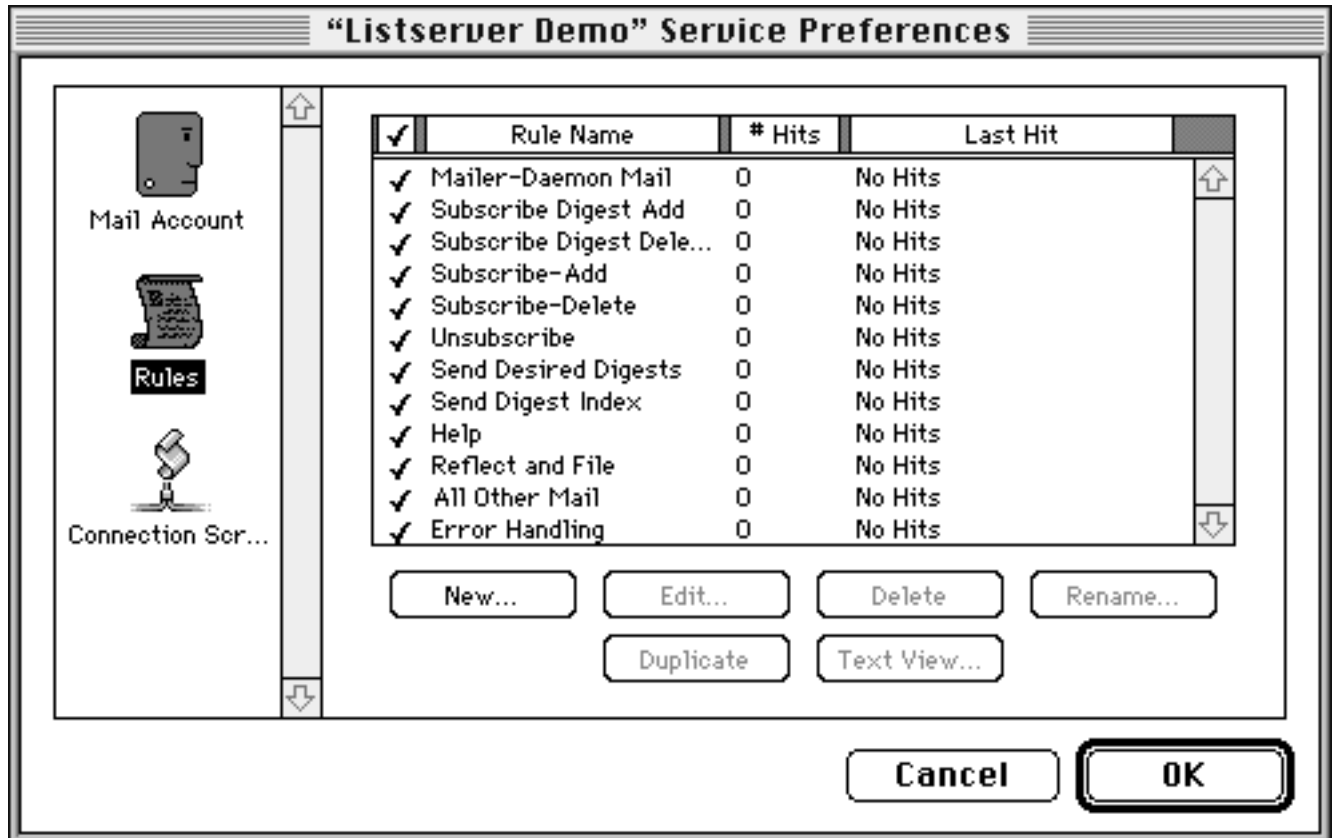 “Listserver Demo” Service Preferences
Mail Account
Rules
Connection Scr...
✓ Rule Name # Hits Last Hit
✓ Mailer-Daemon Mail 0 No Hits
✓ Subscribe Digest Add 0 No Hits
✓ Subscribe Digest Dele... 0 No Hits
✓ Subscribe-Add 0 No Hits
✓ Subscribe-Delete 0 No Hits
✓ Unsubscribe 0 No Hits
✓ Send Desired Digests 0 No Hits
✓ Send Digest Index 0 No Hits
✓ Help 0 No Hits
✓ Reflect and File 0 No Hits
✓ All Other Mail 0 No Hits
✓ Error Handling 0 No Hits
New... Edit... Delete Rename...
Duplicate Text View...
Cancel OK